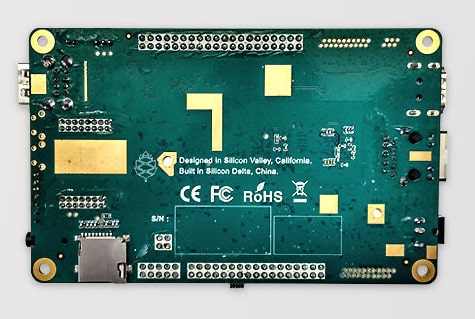 Designed in Silicon Valley, California.
Built in Silicon Delta, China.
CE FC RoHS
S/N :